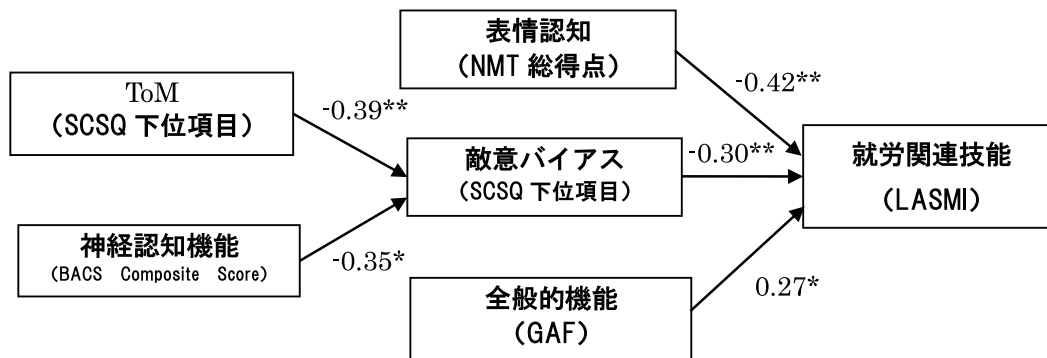 表情認知
(NMT 総得点)
ToM
(SCSQ 下位項目)
-0.39**
-0.42**
敵意バイアス
(SCSQ 下位項目)
-0.30**
就労関連技能
(LASMI)
神経認知機能
(BACS Composite Score)
-0.35*
全般的機能
(GAF)
0.27*